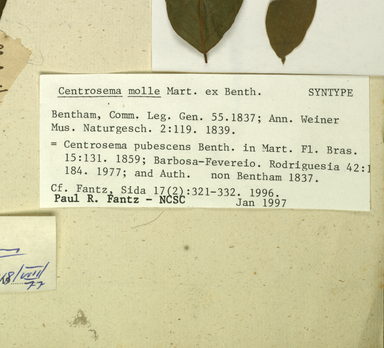 Centrosema molle Mart. ex Benth. SYNTYPE
Bentham, Comm. Leg. Gen. 55.1837; Ann. Weiner
Mus. Naturgesch. 2:119. 1839.
= Centrosema pubescens Benth. in Mart. Fl. Bras.
15:131. 1859; Barbosa-Fevereio. Rodriguesia 42:1
184. 1977; and Auth. non Bentham 1837.
Cf. Fantz, Sida 17(2):321-332. 1996.
Paul R. Fantz - NCSC Jan 1997